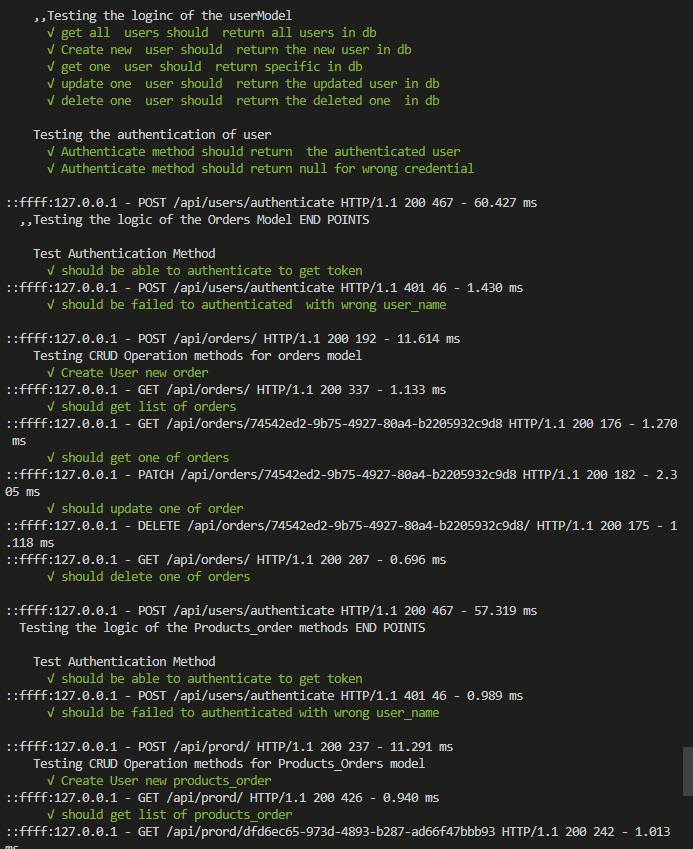 ,,Testing the loginc of the userModel
√ get all  users should  return all users in db
√ Create new  user should  return the new user in db
√ get one  user should  return specific in db
√ update one  user should  return the updated user in db
√ delete one  user should  return the deleted one  in db
Testing the authentication of user
√ Authenticate method should return  the authenticated user
√ Authenticate method should return null for wrong credential
::ffff:127.0.0.1 - POST /api/users/authenticate HTTP/1.1 200 467 - 60.427 ms
,,Testing the logic of the Orders Model END POINTS
Test Authentication Method
√ should be able to authenticate to get token
::ffff:127.0.0.1 - POST /api/users/authenticate HTTP/1.1 401 46 - 1.430 ms
√ should be failed to authenticated  with wrong user_name
::ffff:127.0.0.1 - POST /api/orders/ HTTP/1.1 200 192 - 11.614 ms
Testing CRUD Operation methods for orders model
√ Create User new order
::ffff:127.0.0.1 - GET /api/orders/ HTTP/1.1 200 337 - 1.133 ms
√ should get list of orders
::ffff:127.0.0.1 - GET /api/orders/74542ed2-9b75-4927-80a4-b2205932c9d8 HTTP/1.1 200 176 - 1.270
ms
√ should get one of orders
::ffff:127.0.0.1 - PATCH /api/orders/74542ed2-9b75-4927-80a4-b2205932c9d8 HTTP/1.1 200 182 - 2.3
05 ms
√ should update one of order
::ffff:127.0.0.1 - DELETE /api/orders/74542ed2-9b75-4927-80a4-b2205932c9d8/ HTTP/1.1 200 175 - 1
.118 ms
::ffff:127.0.0.1 - GET /api/orders/ HTTP/1.1 200 207 - 0.696 ms
√ should delete one of orders
::ffff:127.0.0.1 - POST /api/users/authenticate HTTP/1.1 200 467 - 57.319 ms
Testing the logic of the Products_order methods END POINTS
Test Authentication Method
√ should be able to authenticate to get token
::ffff:127.0.0.1 - POST /api/users/authenticate HTTP/1.1 401 46 - 0.989 ms
√ should be failed to authenticated with wrong user_name
::ffff:127.0.0.1 - POST /api/prord/ HTTP/1.1 200 237 - 11.291 ms
Testing CRUD Operation methods for Products_Orders model
√ Create User new products_order
::ffff:127.0.0.1 - GET /api/prord/ HTTP/1.1 200 426 - 0.940 ms
√ should get list of products_order
::ffff:127.0.0.1 - GET /api/prord/dfd6ec65-973d-4893-b287-ad66f47bbb93 HTTP/1.1 200 242 - 1.013
ms